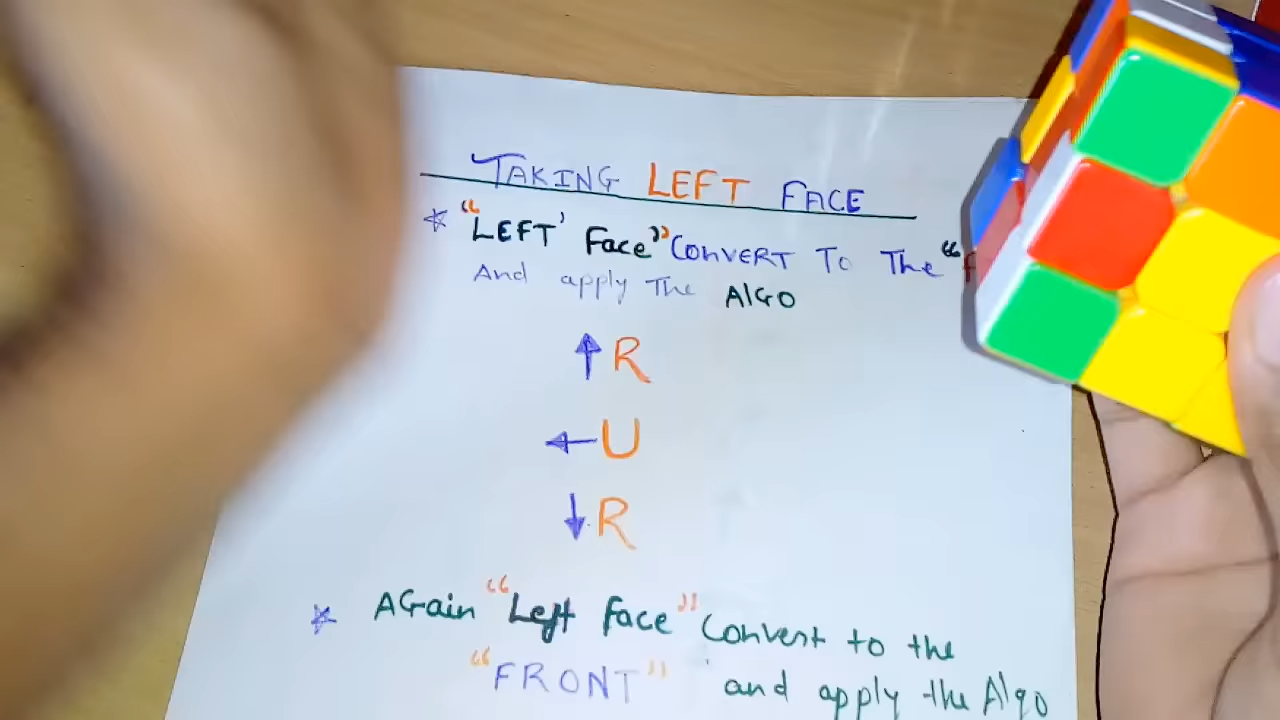 TAKING LEFT FACE
* "LEFT' Face" CONVERT To The "
And apply The AlGO
↑ R
← U
↓ R
* AGain "Left Face" Convert to the
"FRONT" and apply the Algo